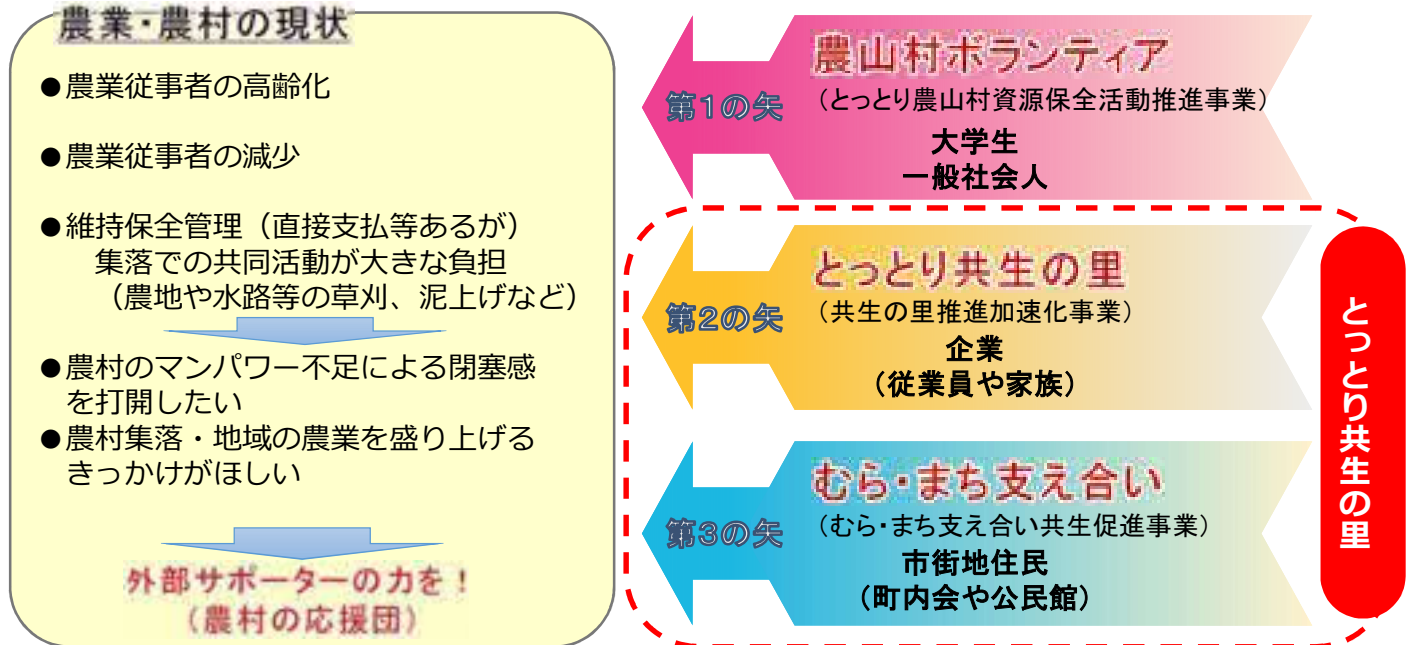 農業・農村の現状
●農業従事者の高齢化
●農業従事者の減少
●維持保全管理（直接支払等あるが）
集落での共同活動が大きな負担
（農地や水路等の草刈、泥上げなど）
●農村のマンパワー不足による閉塞感
を打開したい
●農村集落・地域の農業を盛り上げる
きっかけがほしい
外部サポーターの力を！
（農村の応援団）
第1の矢
農山村ボランティア
（とっとり農山村資源保全活動推進事業）
大学生
一般社会人
第2の矢
とっとり共生の里
（共生の里推進加速化事業）
企業
（従業員や家族）
第3の矢
むら・まち支え合い
（むら・まち支え合い共生促進事業）
市街地住民
（町内会や公民館）
とっとり共生の里